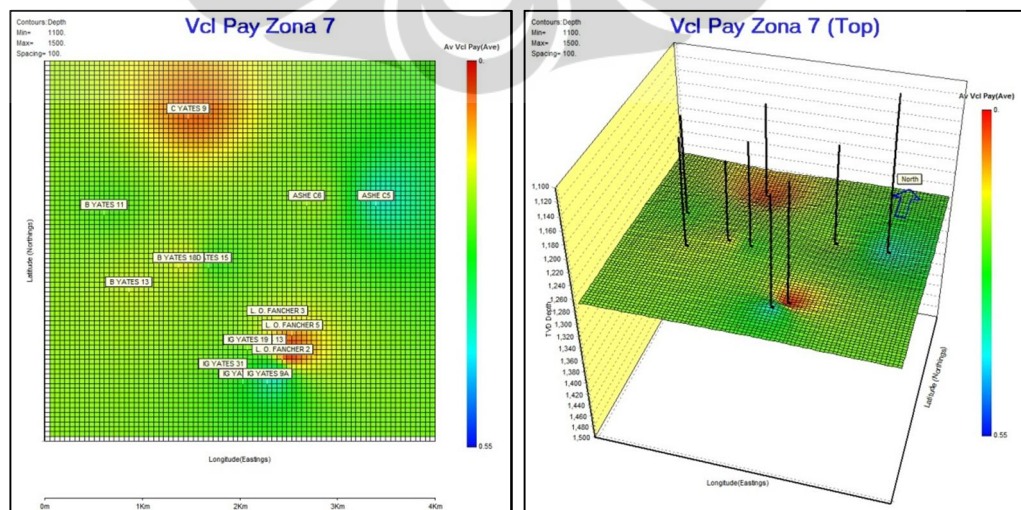 Contours:Depth
Min= 1100.
Max= 1500.
Spacing= 100.
Vcl Pay Zona 7
Av Vcl Pay(Ave)
0.
C YATES 9
ASHE C6
ASHE C5
B YATES 11
B YATES 18D
ATES 15
B YATES 13
L. D. FANCHER 3
L. D. FANCHER 5
IG YATES 19
13
L. D. FANCHER 2
IG YATES 31
IG YA
IG YATES 9A
Latitude (Northings)
0.55
Longitude(Eastings)
0m
1Km
2Km
3Km
4Km
Contours:Depth
Min= 1100.
Max= 1500.
Spacing= 100.
Vcl Pay Zona 7 (Top)
Av Vcl Pay(Ave)
0.
North
1,100
1,120
1,140
1,160
1,180
1,200
1,220
1,240
1,260
1,280
1,300
1,320
1,340
1,360
1,380
1,400
1,420
1,440
1,460
1,480
1,500
TVD Depth
Latitude (Northings)
0.55
Longitude(Eastings)